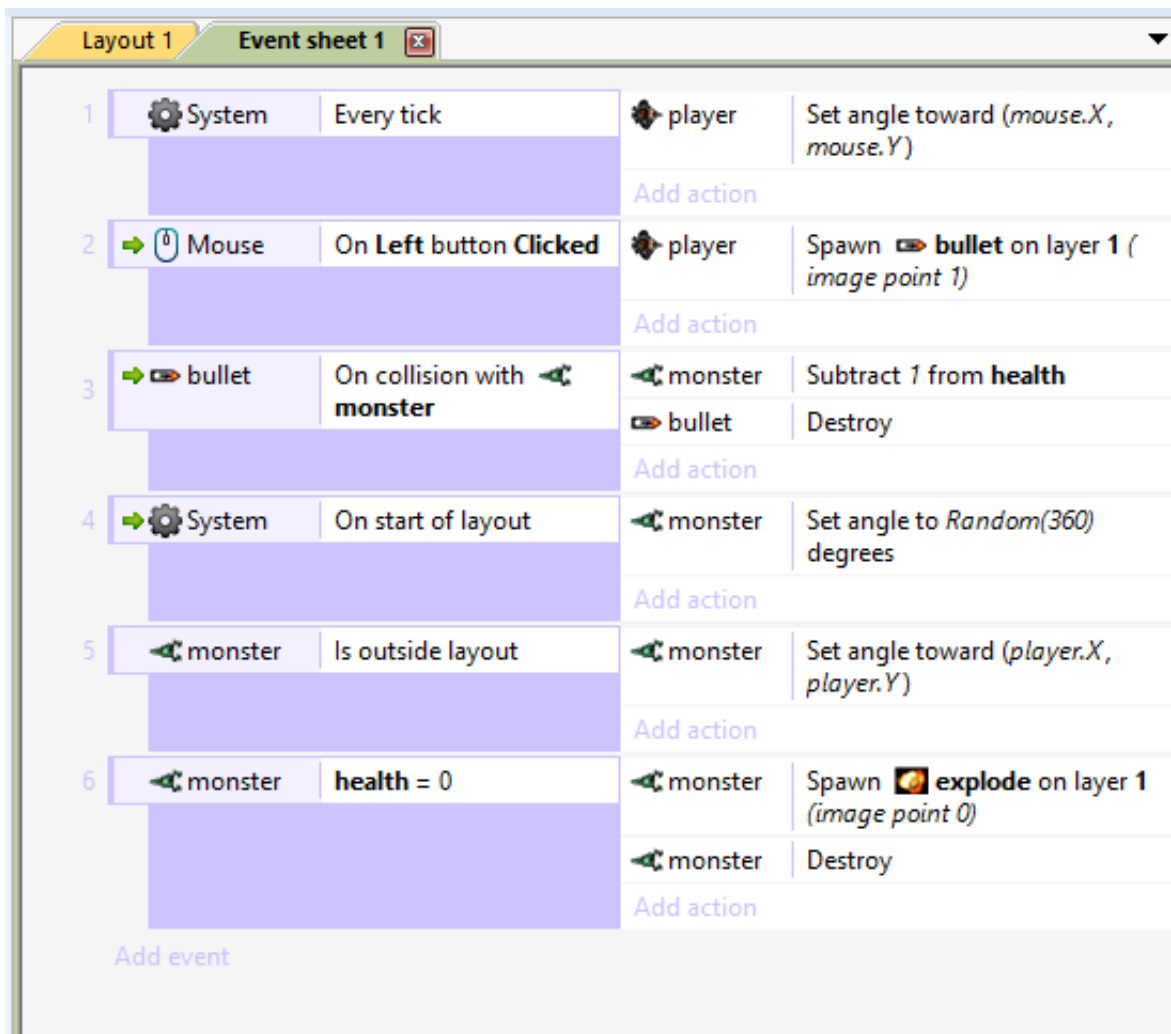 Layout 1 Event sheet 1
1 System Every tick player Set angle toward (mouse.X,
mouse.Y)
Add action
2 Mouse On Left button Clicked player Spawn bullet on layer 1 (
image point 1)
Add action
3 bullet On collision with monster Subtract 1 from health
monster
bullet Destroy
Add action
4 System On start of layout monster Set angle to Random(360)
degrees
Add action
5 monster Is outside layout monster Set angle toward (player.X,
player.Y)
Add action
6 monster health = 0 monster Spawn explode on layer 1
(image point 0)
monster Destroy
Add action
Add event